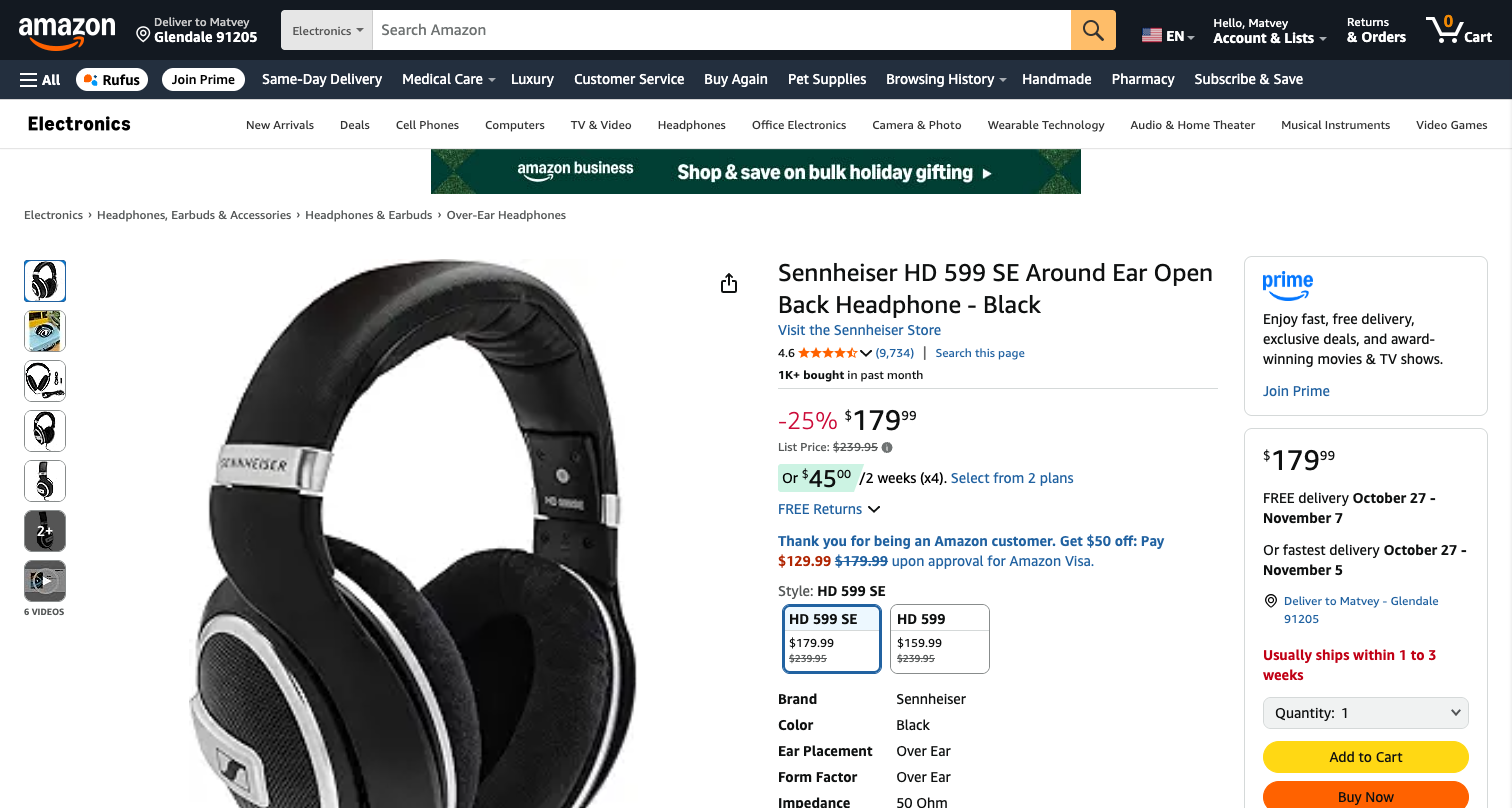 amazon
Deliver to Matvey
Glendale 91205
Electronics
Search Amazon
EN
Hello, Matvey
Account & Lists
Returns
& Orders
0
Cart
All
Rufus
Join Prime
Same-Day Delivery
Medical Care
Luxury
Customer Service
Buy Again
Pet Supplies
Browsing History
Handmade
Pharmacy
Subscribe & Save
Electronics
New Arrivals
Deals
Cell Phones
Computers
TV & Video
Headphones
Office Electronics
Camera & Photo
Wearable Technology
Audio & Home Theater
Musical Instruments
Video Games
amazon business
Shop & save on bulk holiday gifting
Electronics › Headphones, Earbuds & Accessories › Headphones & Earbuds › Over-Ear Headphones
2+
6 VIDEOS
SENNHEISER
HD 599SE
Sennheiser HD 599 SE Around Ear Open
Back Headphone - Black
Visit the Sennheiser Store
4.6 (9,734) | Search this page
1K+ bought in past month
-25% $179 99
List Price: $239.95
Or $45 00 /2 weeks (x4). Select from 2 plans
FREE Returns
Thank you for being an Amazon customer. Get $50 off: Pay
$129.99 $179.99 upon approval for Amazon Visa.
Style: HD 599 SE
HD 599 SE
$179.99
$239.95
HD 599
$159.99
$239.95
Brand Sennheiser
Color Black
Ear Placement Over Ear
Form Factor Over Ear
Impedance 50 Ohm
prime
Enjoy fast, free delivery,
exclusive deals, and award-
winning movies & TV shows.
Join Prime
$179 99
FREE delivery October 27 -
November 7
Or fastest delivery October 27 -
November 5
Deliver to Matvey - Glendale
91205
Usually ships within 1 to 3
weeks
Quantity: 1
Add to Cart
Buy Now